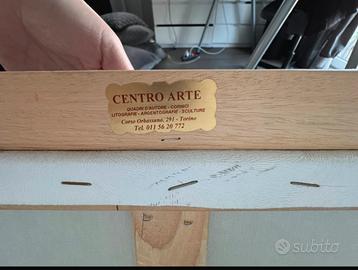 CENTRO ARTE
QUADRI D'AUTORE - CORNICI
LITOGRAFIE - ARGENTOGRAFIE - SCULTURE
Corso Orbassano, 291 - Torino
Tel. 011 56 20 772
subito